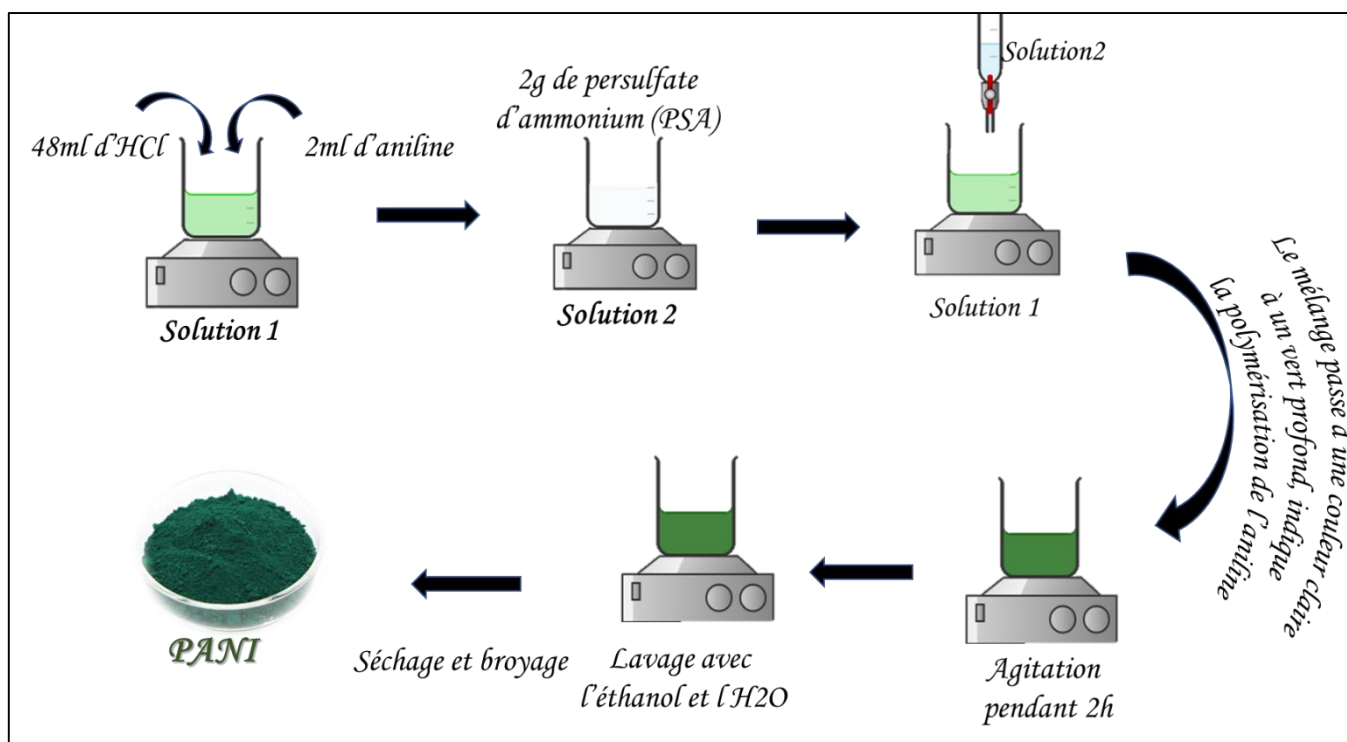 48ml d'HCl
2ml d'aniline
Solution 1
2g de persulfate
d'ammonium (PSA)
Solution 2
Solution2
Solution 1
Le mélange passe a une couleur claire
à un vert profond, indique
la polymérisation de l'aniline
Agitation
pendant 2h
Lavage avec
l'éthanol et l H2O
Séchage et broyage
PANI